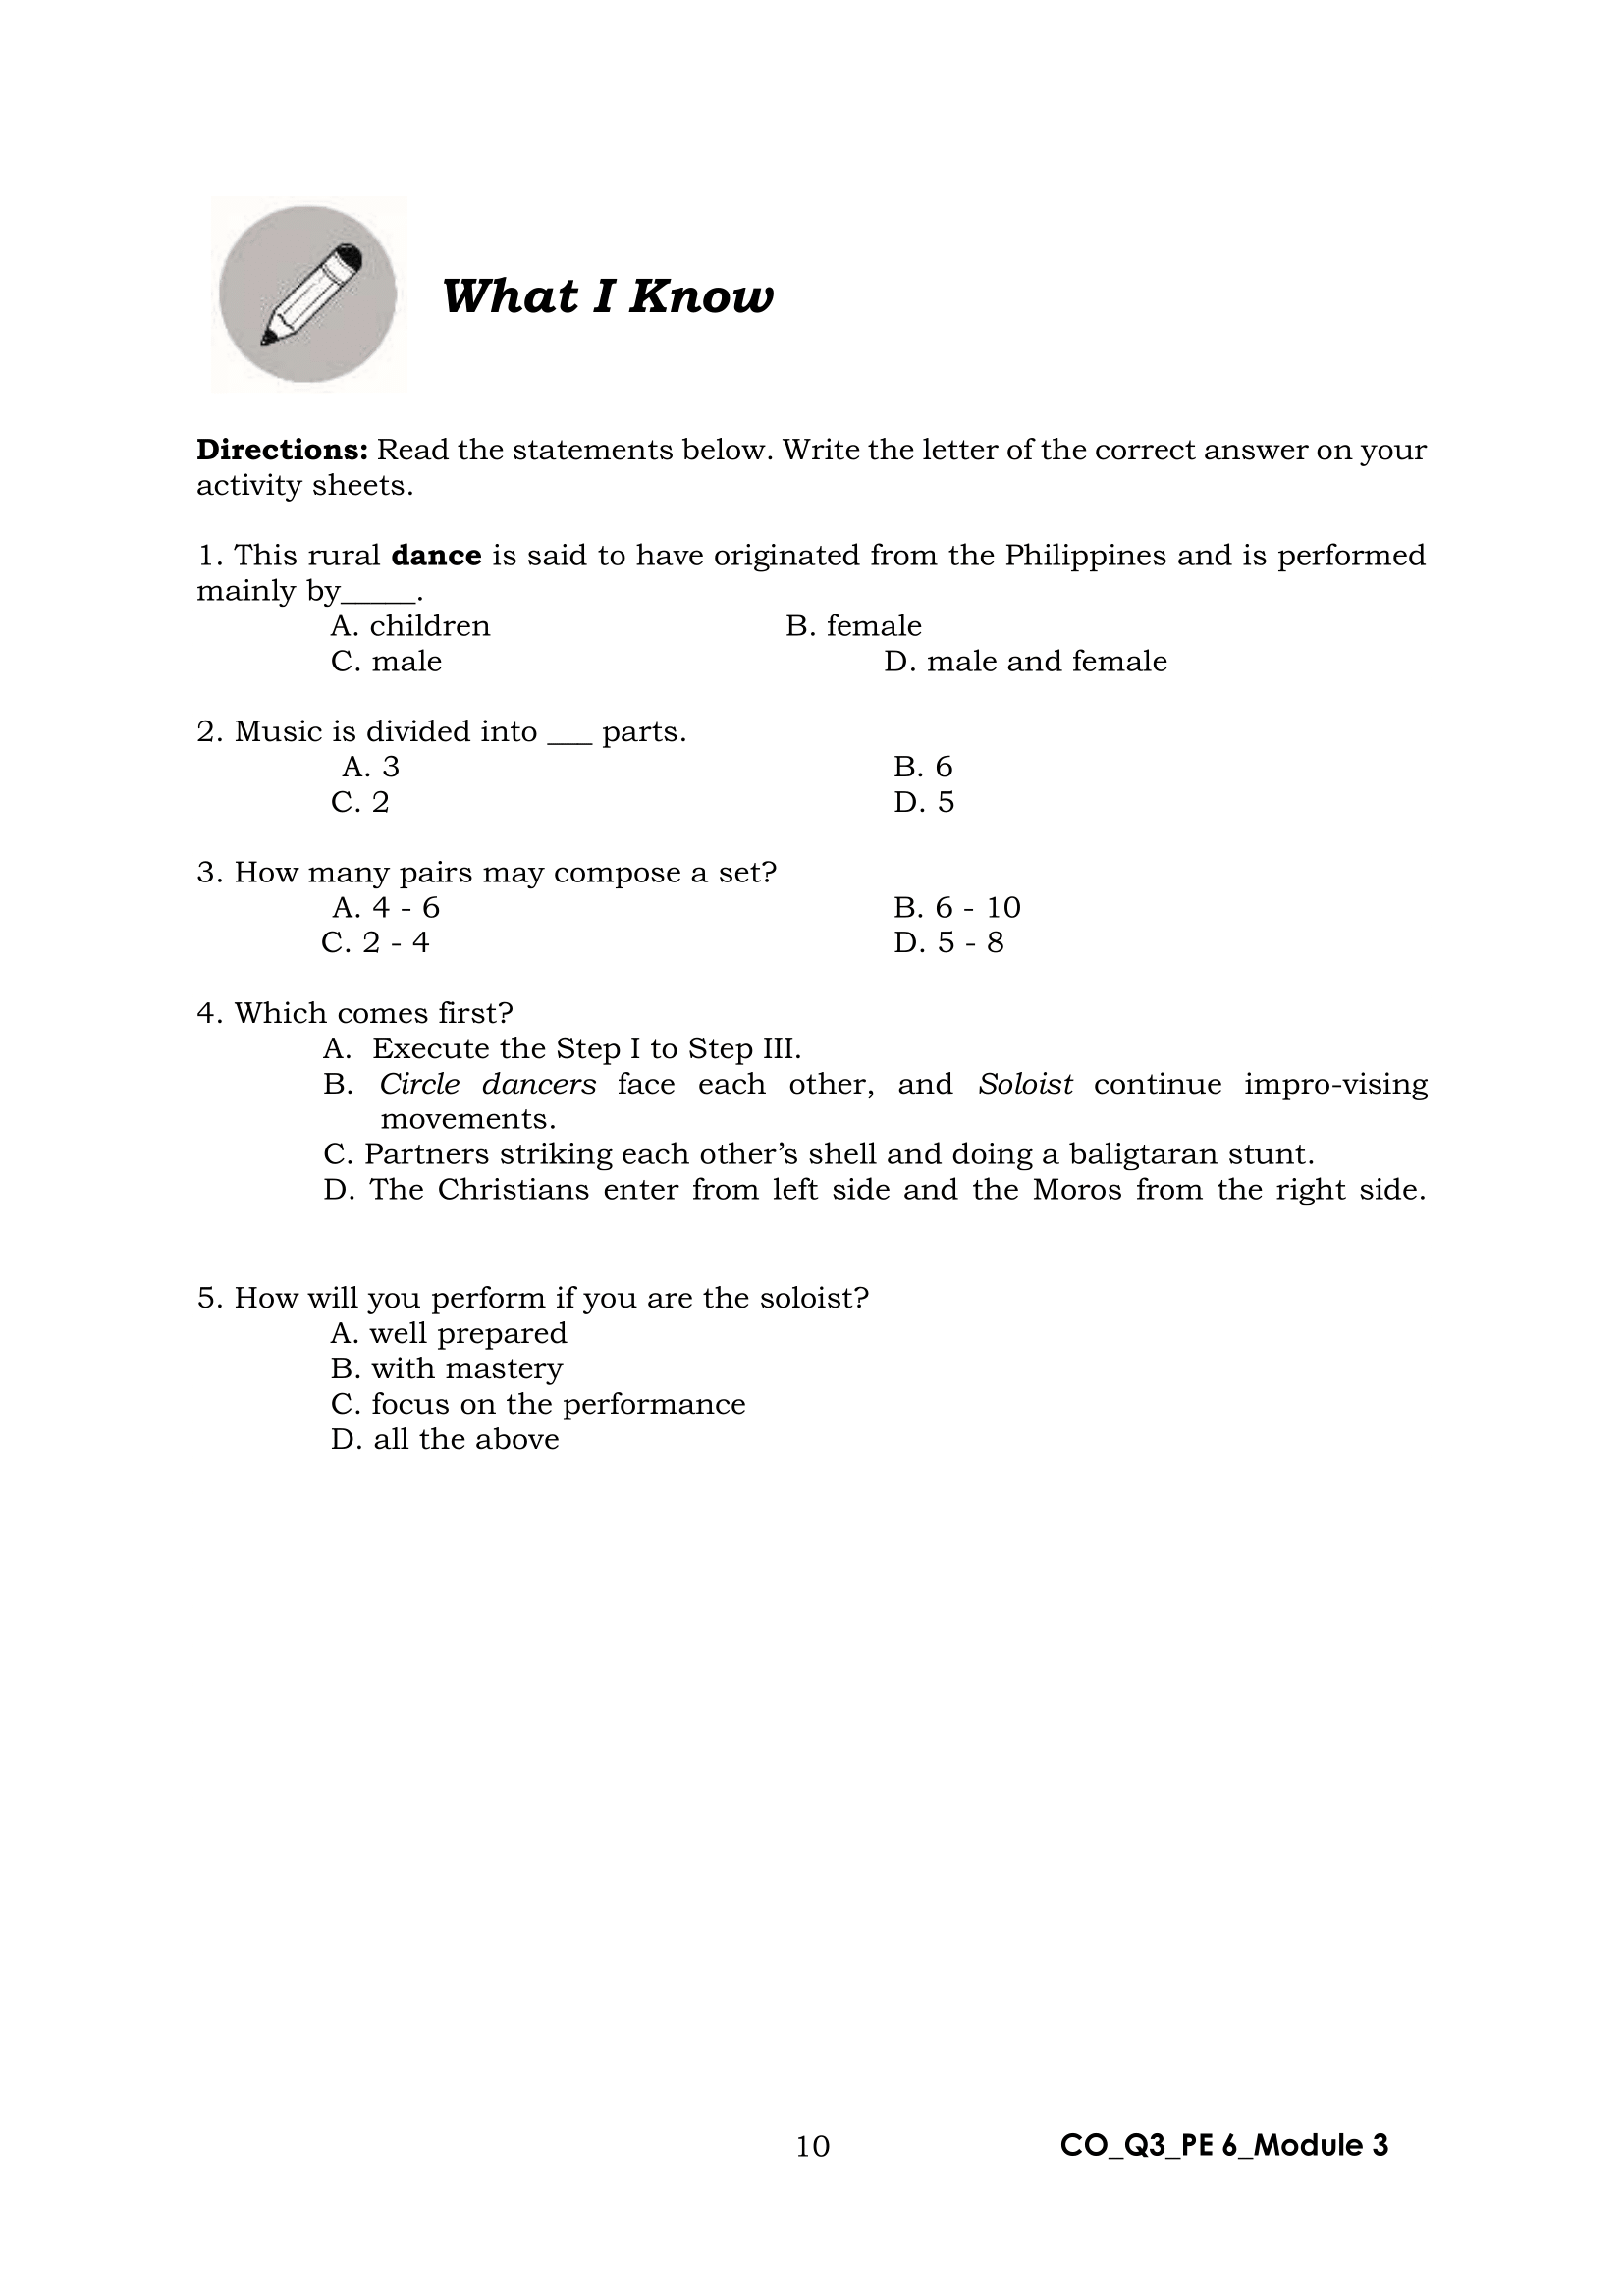 What I Know
Directions: Read the statements below. Write the letter of the correct answer on your
activity sheets.
1. This rural dance is said to have originated from the Philippines and is performed
mainly by_____.
A. children B. female
C. male D. male and female
2. Music is divided into ___ parts.
A. 3 B. 6
C. 2 D. 5
3. How many pairs may compose a set?
A. 4 - 6 B. 6 - 10
C. 2 - 4 D. 5 - 8
4. Which comes first?
A. Execute the Step I to Step III.
B. Circle dancers face each other, and Soloist continue impro-vising
movements.
C. Partners striking each other’s shell and doing a baligtaran stunt.
D. The Christians enter from left side and the Moros from the right side.
5. How will you perform if you are the soloist?
A. well prepared
B. with mastery
C. focus on the performance
D. all the above
10 CO_Q3_PE 6_Module 3